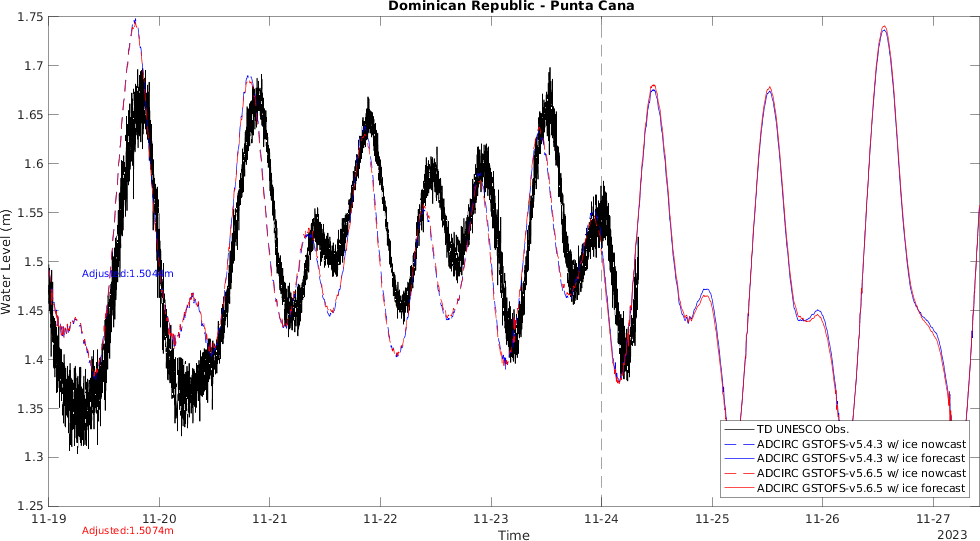 Dominican Republic - Punta Cana
1.75
1.7
1.65
1.6
1.55
1.5
1.45
1.4
1.35
1.3
1.25
Water Level (m)
Adjusted:1.504 m
TD UNESCO Obs.
ADCIRC GSTOFS-v5.4.3 w/ ice nowcast
ADCIRC GSTOFS-v5.4.3 w/ ice forecast
ADCIRC GSTOFS-v5.6.5 w/ ice nowcast
ADCIRC GSTOFS-v5.6.5 w/ ice forecast
11-19
11-20
11-21
11-22
11-23
11-24
11-25
11-26
11-27
Adjusted:1.5074m
Time
2023